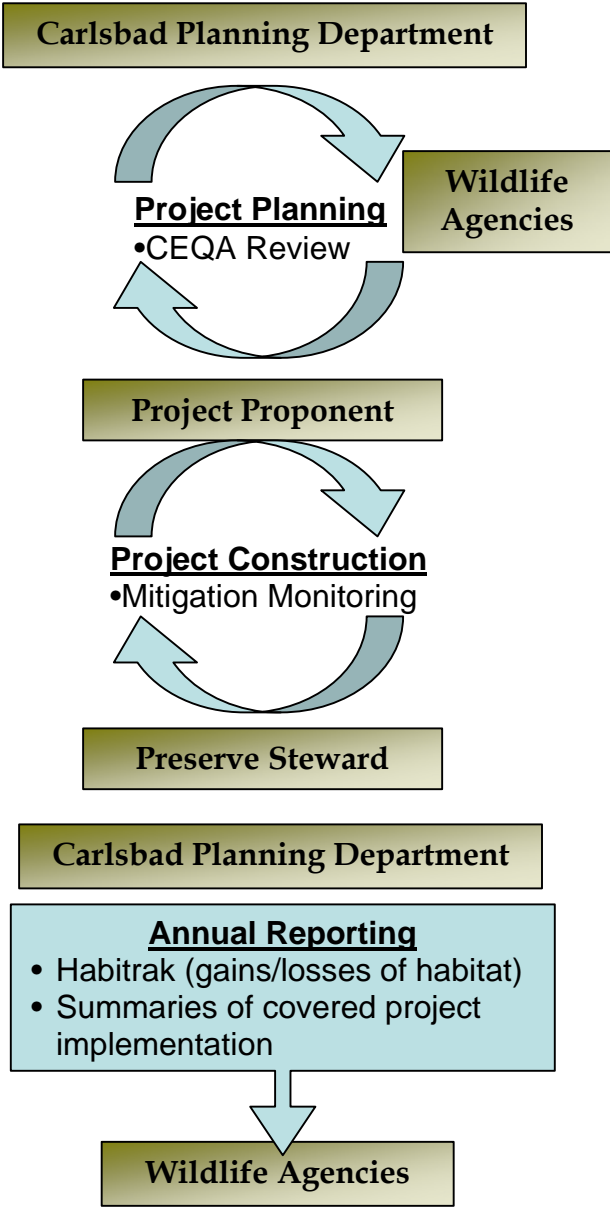 Carlsbad Planning Department
Wildlife
Agencies
Project Planning
•CEQA Review
Project Proponent
Project Construction
•Mitigation Monitoring
Preserve Steward
Carlsbad Planning Department
Annual Reporting
• Habitrak (gains/losses of habitat)
• Summaries of covered project
implementation
Wildlife Agencies